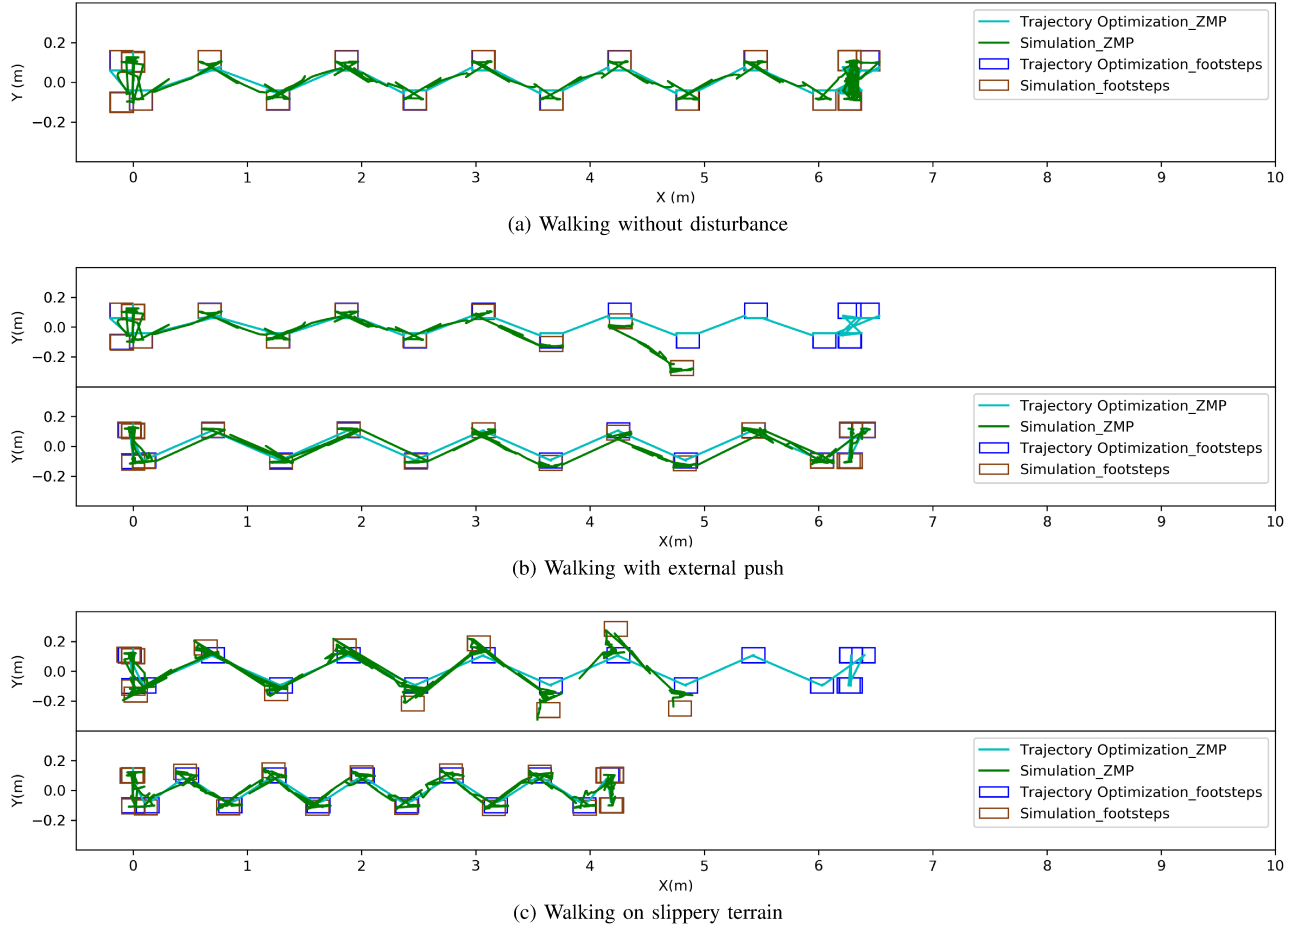 Y (m)
0.2
0.0
−0.2
Trajectory Optimization_ZMP
Simulation_ZMP
Trajectory Optimization_footsteps
Simulation_footsteps
0 1 2 3 4 5 6 7 8 9 10
X (m)
(a) Walking without disturbance
Y(m)
0.2
0.0
−0.2
Y(m)
0.2
0.0
−0.2
Trajectory Optimization_ZMP
Simulation_ZMP
Trajectory Optimization_footsteps
Simulation_footsteps
0 1 2 3 4 5 6 7 8 9 10
X(m)
(b) Walking with external push
Y(m)
0.2
0.0
−0.2
Y(m)
0.2
0.0
−0.2
Trajectory Optimization_ZMP
Simulation_ZMP
Trajectory Optimization_footsteps
Simulation_footsteps
0 1 2 3 4 5 6 7 8 9 10
X(m)
(c) Walking on slippery terrain